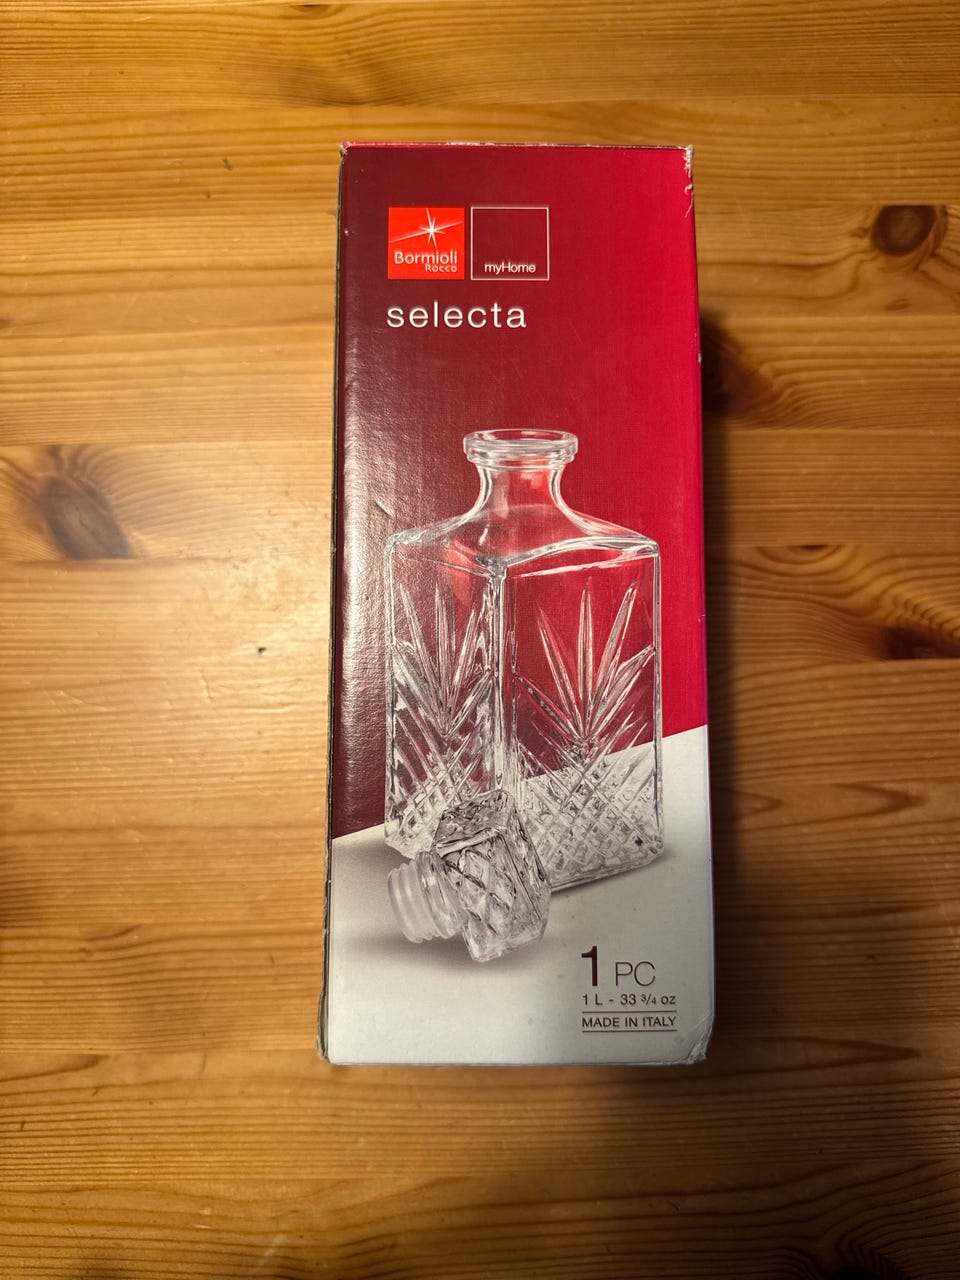 Bormioli
Rocco
myHome
selecta
1 PC
1 L - 33 3/4 oz
MADE IN ITALY